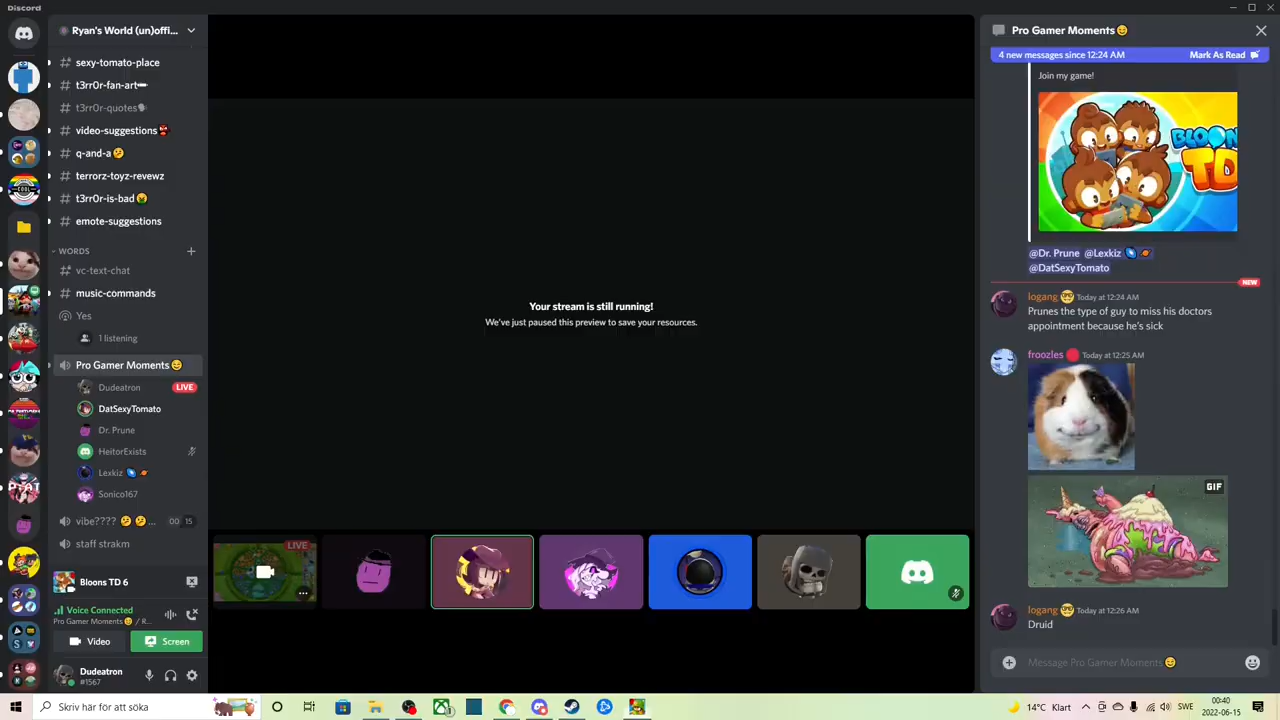 Discord
Ryan's World (un)offi...
sexy-tomato-place
t3rr0r-fan-art
t3rr0r-quotes
video-suggestions
q-and-a
terrorz-toyz-revewz
t3rr0r-is-bad
emote-suggestions
WORDS
vc-text-chat
music-commands
Yes
1 listening
Pro Gamer Moments
Dudeatron LIVE
DatSexyTomato
Dr. Prune
HeitorExists
Lexkiz
Sonico167
vibe???? ... 00 15
staff strakm
Bloons TD 6
Voice Connected
Pro Gamer Moments / R...
Video Screen
Dudeatron
#1567
Your stream is still running!
We've just paused this preview to save your resources.
LIVE
Pro Gamer Moments
4 new messages since 12:24 AM Mark As Read
Join my game!
BLOON
TD
@Dr. Prune @Lexkiz
@DatSexyTomato
NEW
logang Today at 12:24 AM
Prunes the type of guy to miss his doctors
appointment because he's sick
froozles Today at 12:25 AM
GIF
logang Today at 12:26 AM
Druid
Message Pro Gamer Moments
Skriv här för att söka
14°C Klart SWE 00:40
2022-06-15